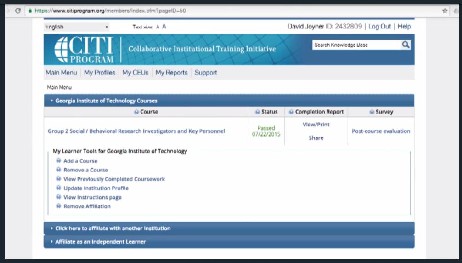 https://www.citiprogram.org/members/index.cfm?pageID=60
English
Text size: A A
David Joyner ID: 2432809 | Log Out | Help
CITI PROGRAM
Collaborative Institutional Training Initiative
Search Knowledge Base
Main Menu | My Profiles | My CEUs | My Reports | Support
Main Menu
Georgia Institute of Technology Courses
Course Status Completion Report Survey
Group 2 Social / Behavioral Research Investigators and Key Personnel
Passed 07/22/2015
View/Print
Share
Post-course evaluation
My Learner Tools for Georgia Institute of Technology
Add a Course
Remove a Course
View Previously Completed Coursework
Update Institution Profile
View Instructions page
Remove Affiliation
Click here to affiliate with another institution
Affiliate as an Independent Learner